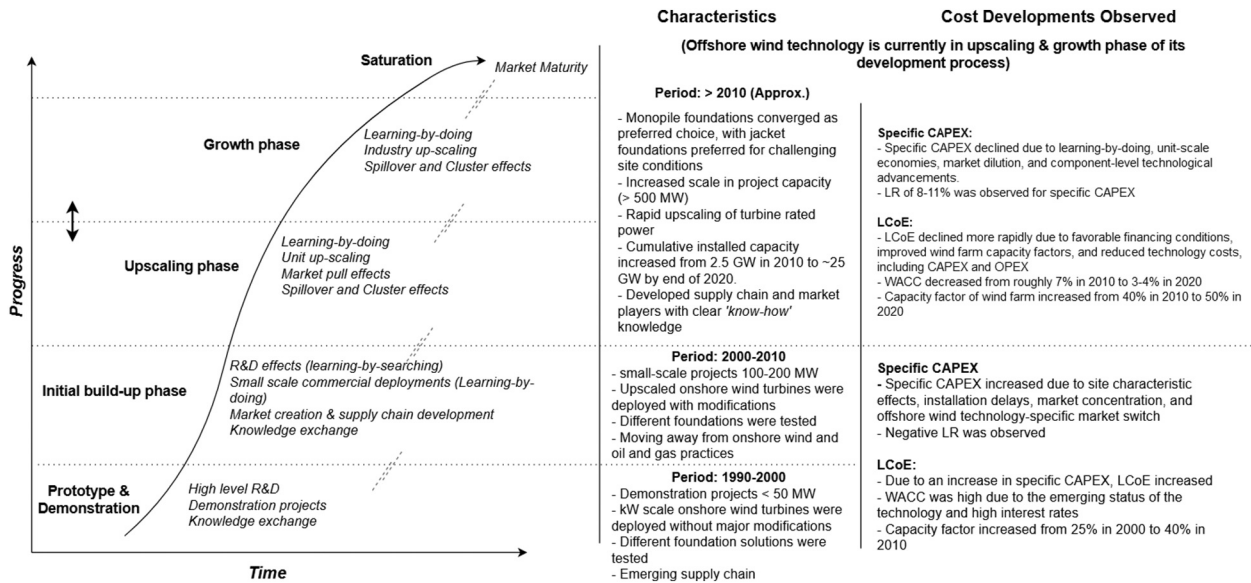 Characteristics
Cost Developments Observed
(Offshore wind technology is currently in upscaling & growth phase of its
development process)
Saturation
Market Maturity
Growth phase
Learning-by-doing
Industry up-scaling
Spillover and Cluster effects
Upscaling phase
Learning-by-doing
Unit up-scaling
Market pull effects
Spillover and Cluster effects
Initial build-up phase
R&D effects (learning-by-searching)
Small scale commercial deployments (Learning-by-
doing)
Market creation & supply chain development
Knowledge exchange
Prototype &
Demonstration
High level R&D
Demonstration projects
Knowledge exchange
Progress
Time
Period: > 2010 (Approx.)
- Monopile foundations converged as
preferred choice, with jacket
foundations preferred for challenging
site conditions
- Increased scale in project capacity
(> 500 MW)
- Rapid upscaling of turbine rated
power
- Cumulative installed capacity
increased from 2.5 GW in 2010 to ~25
GW by end of 2020.
- Developed supply chain and market
players with clear 'know-how'
knowledge
Period: 2000-2010
- small-scale projects 100-200 MW
- Upscaled onshore wind turbines were
deployed with modifications
- Different foundations were tested
- Moving away from onshore wind and
oil and gas practices
Period: 1990-2000
- Demonstration projects < 50 MW
- kW scale onshore wind turbines were
deployed without major modifications
- Different foundation solutions were
tested
- Emerging supply chain
Specific CAPEX:
- Specific CAPEX declined due to learning-by-doing, unit-scale
economies, market dilution, and component-level technological
advancements.
- LR of 8-11% was observed for specific CAPEX
LCoE:
- LCoE declined more rapidly due to favorable financing conditions,
improved wind farm capacity factors, and reduced technology costs,
including CAPEX and OPEX
- WACC decreased from roughly 7% in 2010 to 3-4% in 2020
- Capacity factor of wind farm increased from 40% in 2010 to 50% in
2020
Specific CAPEX
- Specific CAPEX increased due to site characteristic
effects, installation delays, market concentration, and
offshore wind technology-specific market switch
- Negative LR was observed
LCoE:
- Due to an increase in specific CAPEX, LCoE increased
- WACC was high due to the emerging status of the
technology and high interest rates
- Capacity factor increased from 25% in 2000 to 40% in
2010